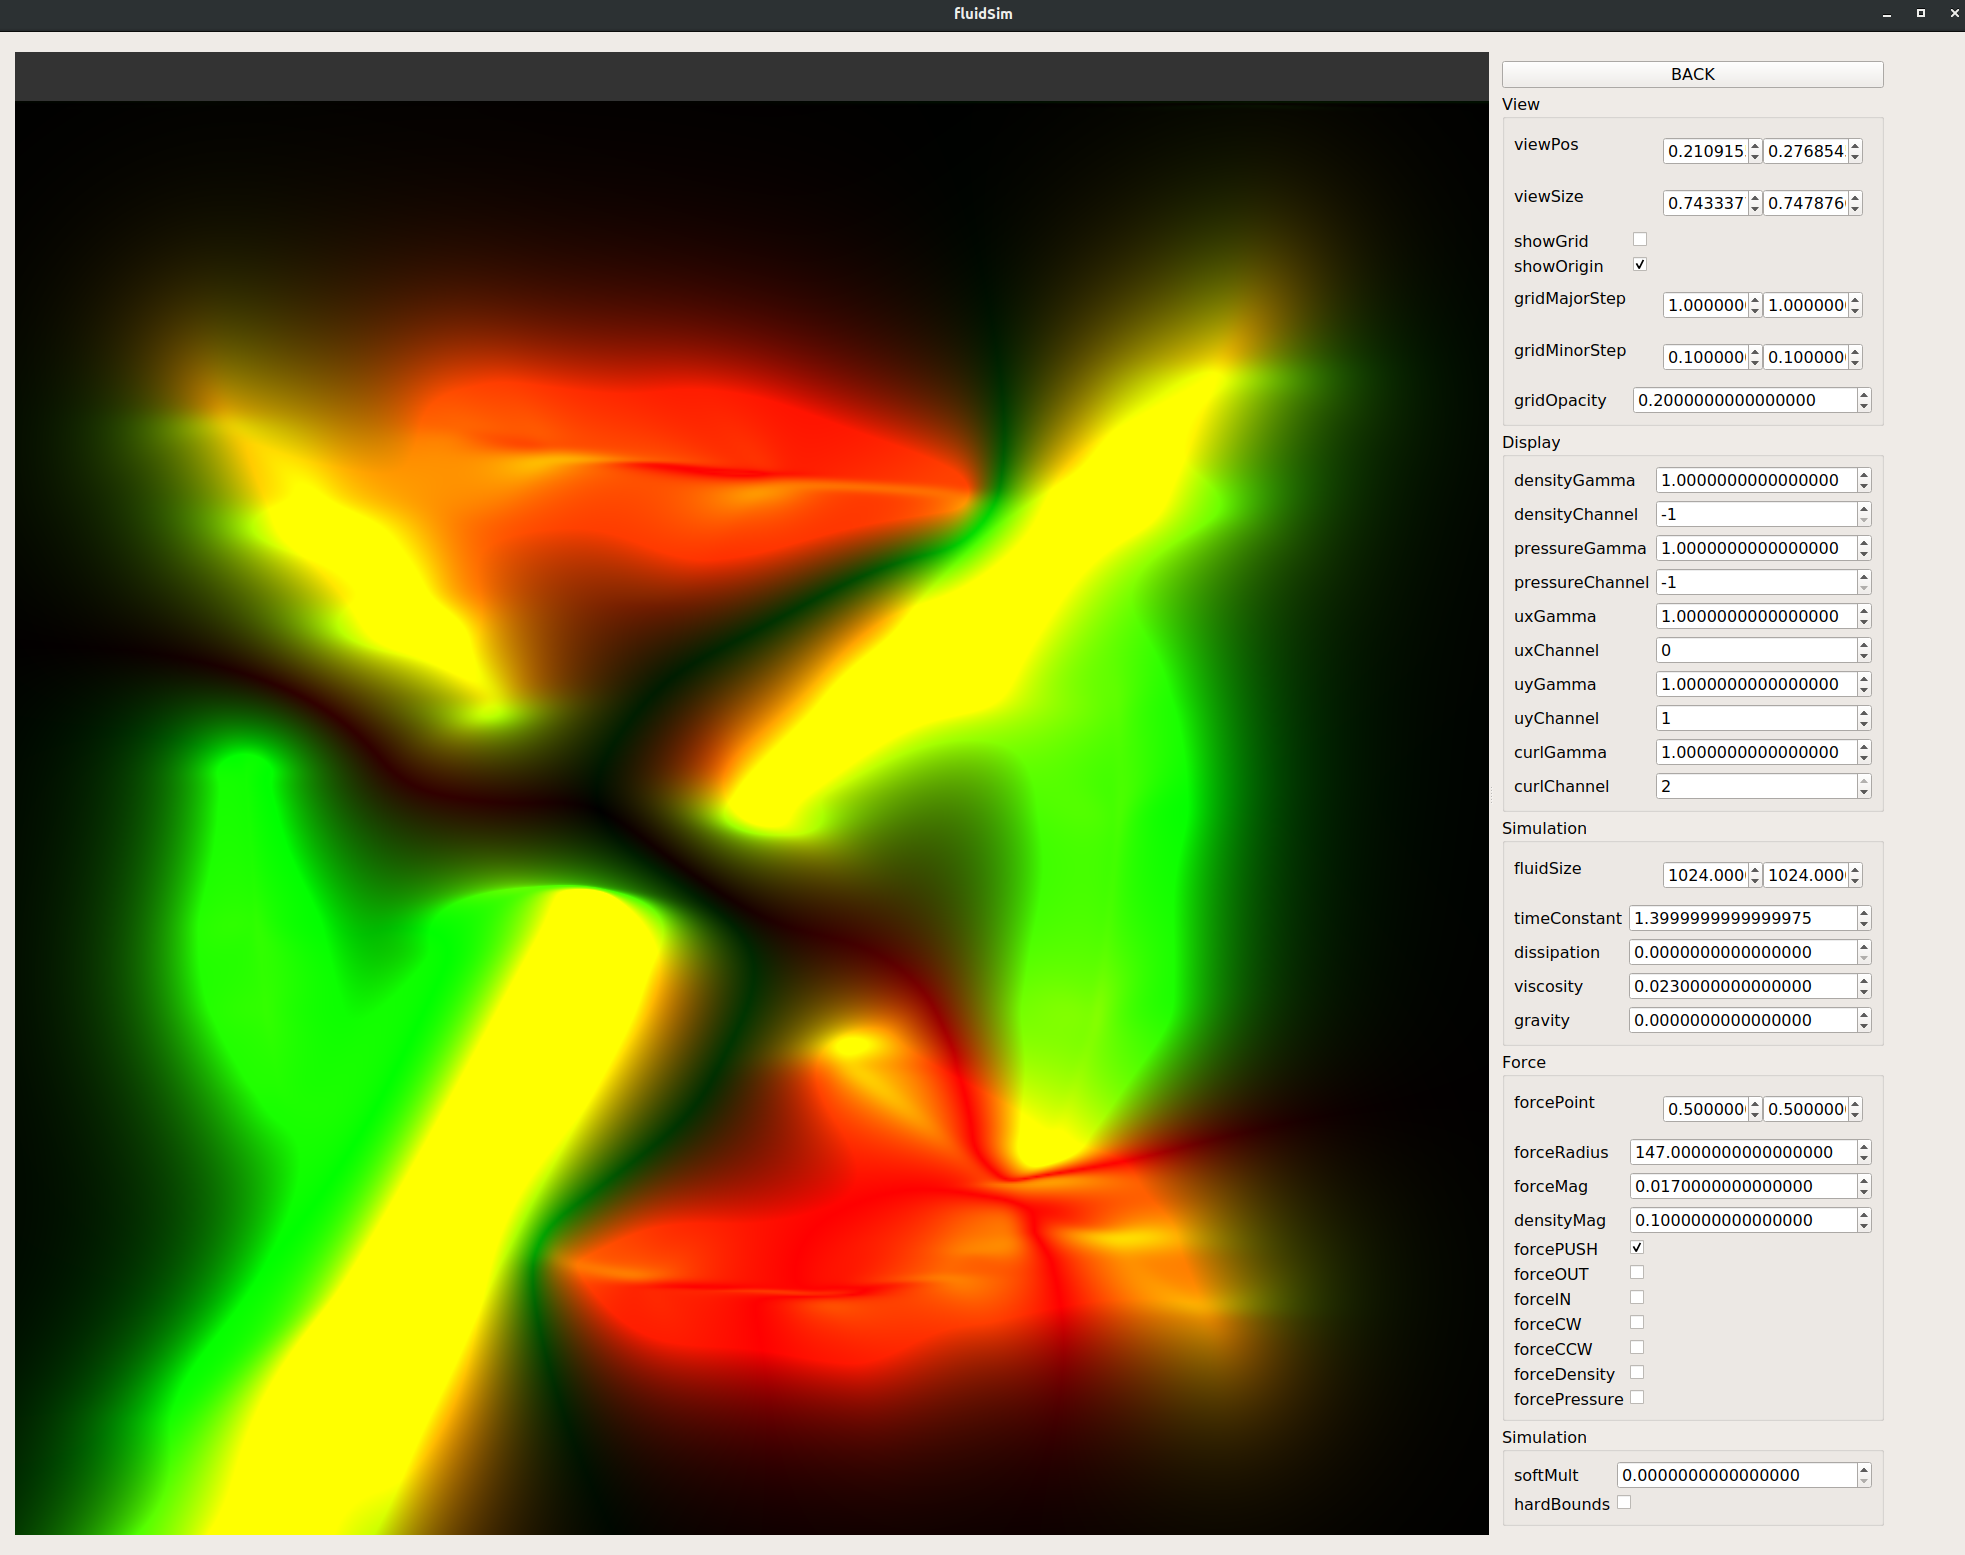 fluidSim
BACK
View
viewPos 0.210915 0.276854
viewSize 0.743337 0.747876
showGrid
showOrigin
gridMajorStep 1.000000 1.000000
gridMinorStep 0.100000 0.100000
gridOpacity 0.2000000000000000
Display
densityGamma 1.0000000000000000
densityChannel -1
pressureGamma 1.0000000000000000
pressureChannel -1
uxGamma 1.0000000000000000
uxChannel 0
uyGamma 1.0000000000000000
uyChannel 1
curlGamma 1.0000000000000000
curlChannel 2
Simulation
fluidSize 1024.000 1024.000
timeConstant 1.3999999999999975
dissipation 0.0000000000000000
viscosity 0.0230000000000000
gravity 0.0000000000000000
Force
forcePoint 0.500000 0.500000
forceRadius 147.0000000000000000
forceMag 0.0170000000000000
densityMag 0.1000000000000000
forcePUSH
forceOUT
forceIN
forceCW
forceCCW
forceDensity
forcePressure
Simulation
softMult 0.0000000000000000
hardBounds